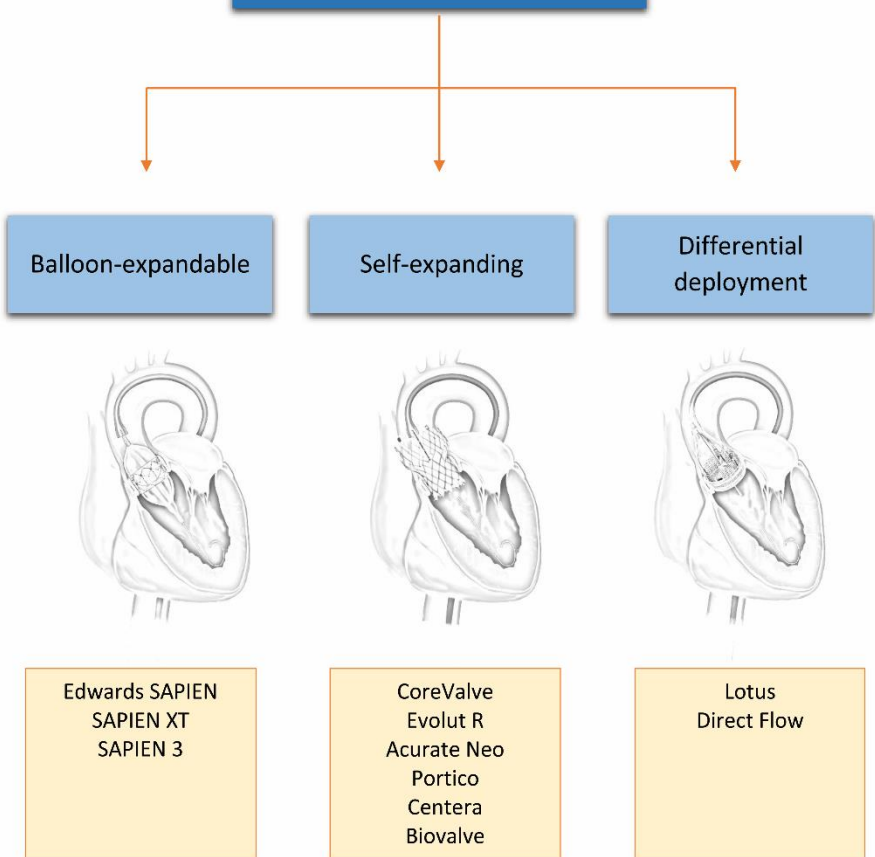 Balloon-expandable
Self-expanding
Differential
deployment
Edwards SAPIEN
SAPIEN XT
SAPIEN 3
CoreValve
Evolut R
Acurate Neo
Portico
Centera
Biovalve
Lotus
Direct Flow